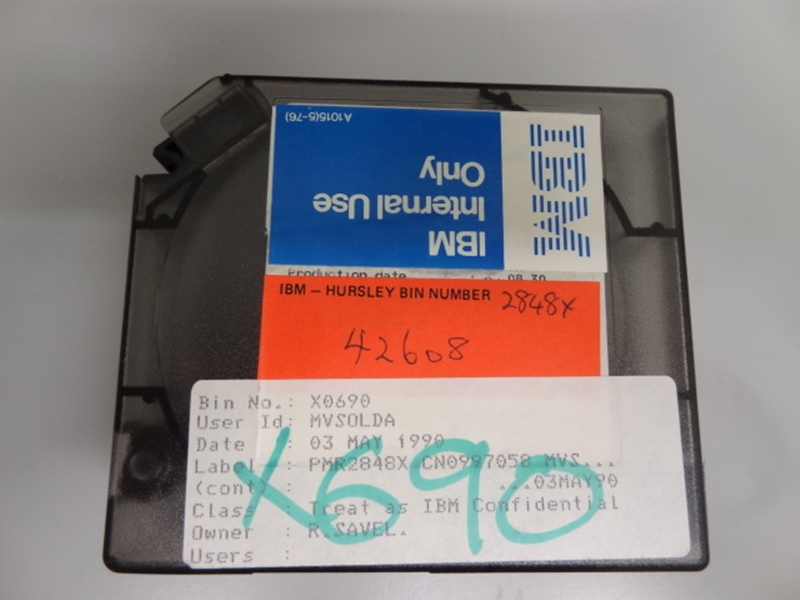 A1015(5-76)
IBM
IBM
Internal Use
Only
Production date 08.30
IBM – HURSLEY BIN NUMBER 2848X
42608
Bin No.: X0690
User Id: MVSOLDA
Date : 03 MAY 1990
Label : PMR2848X CN0997058 MVS...
(cont) : ...03MAY90
Class : Treat as IBM Confidential
Owner : R.SAVEL.
Users :
X690